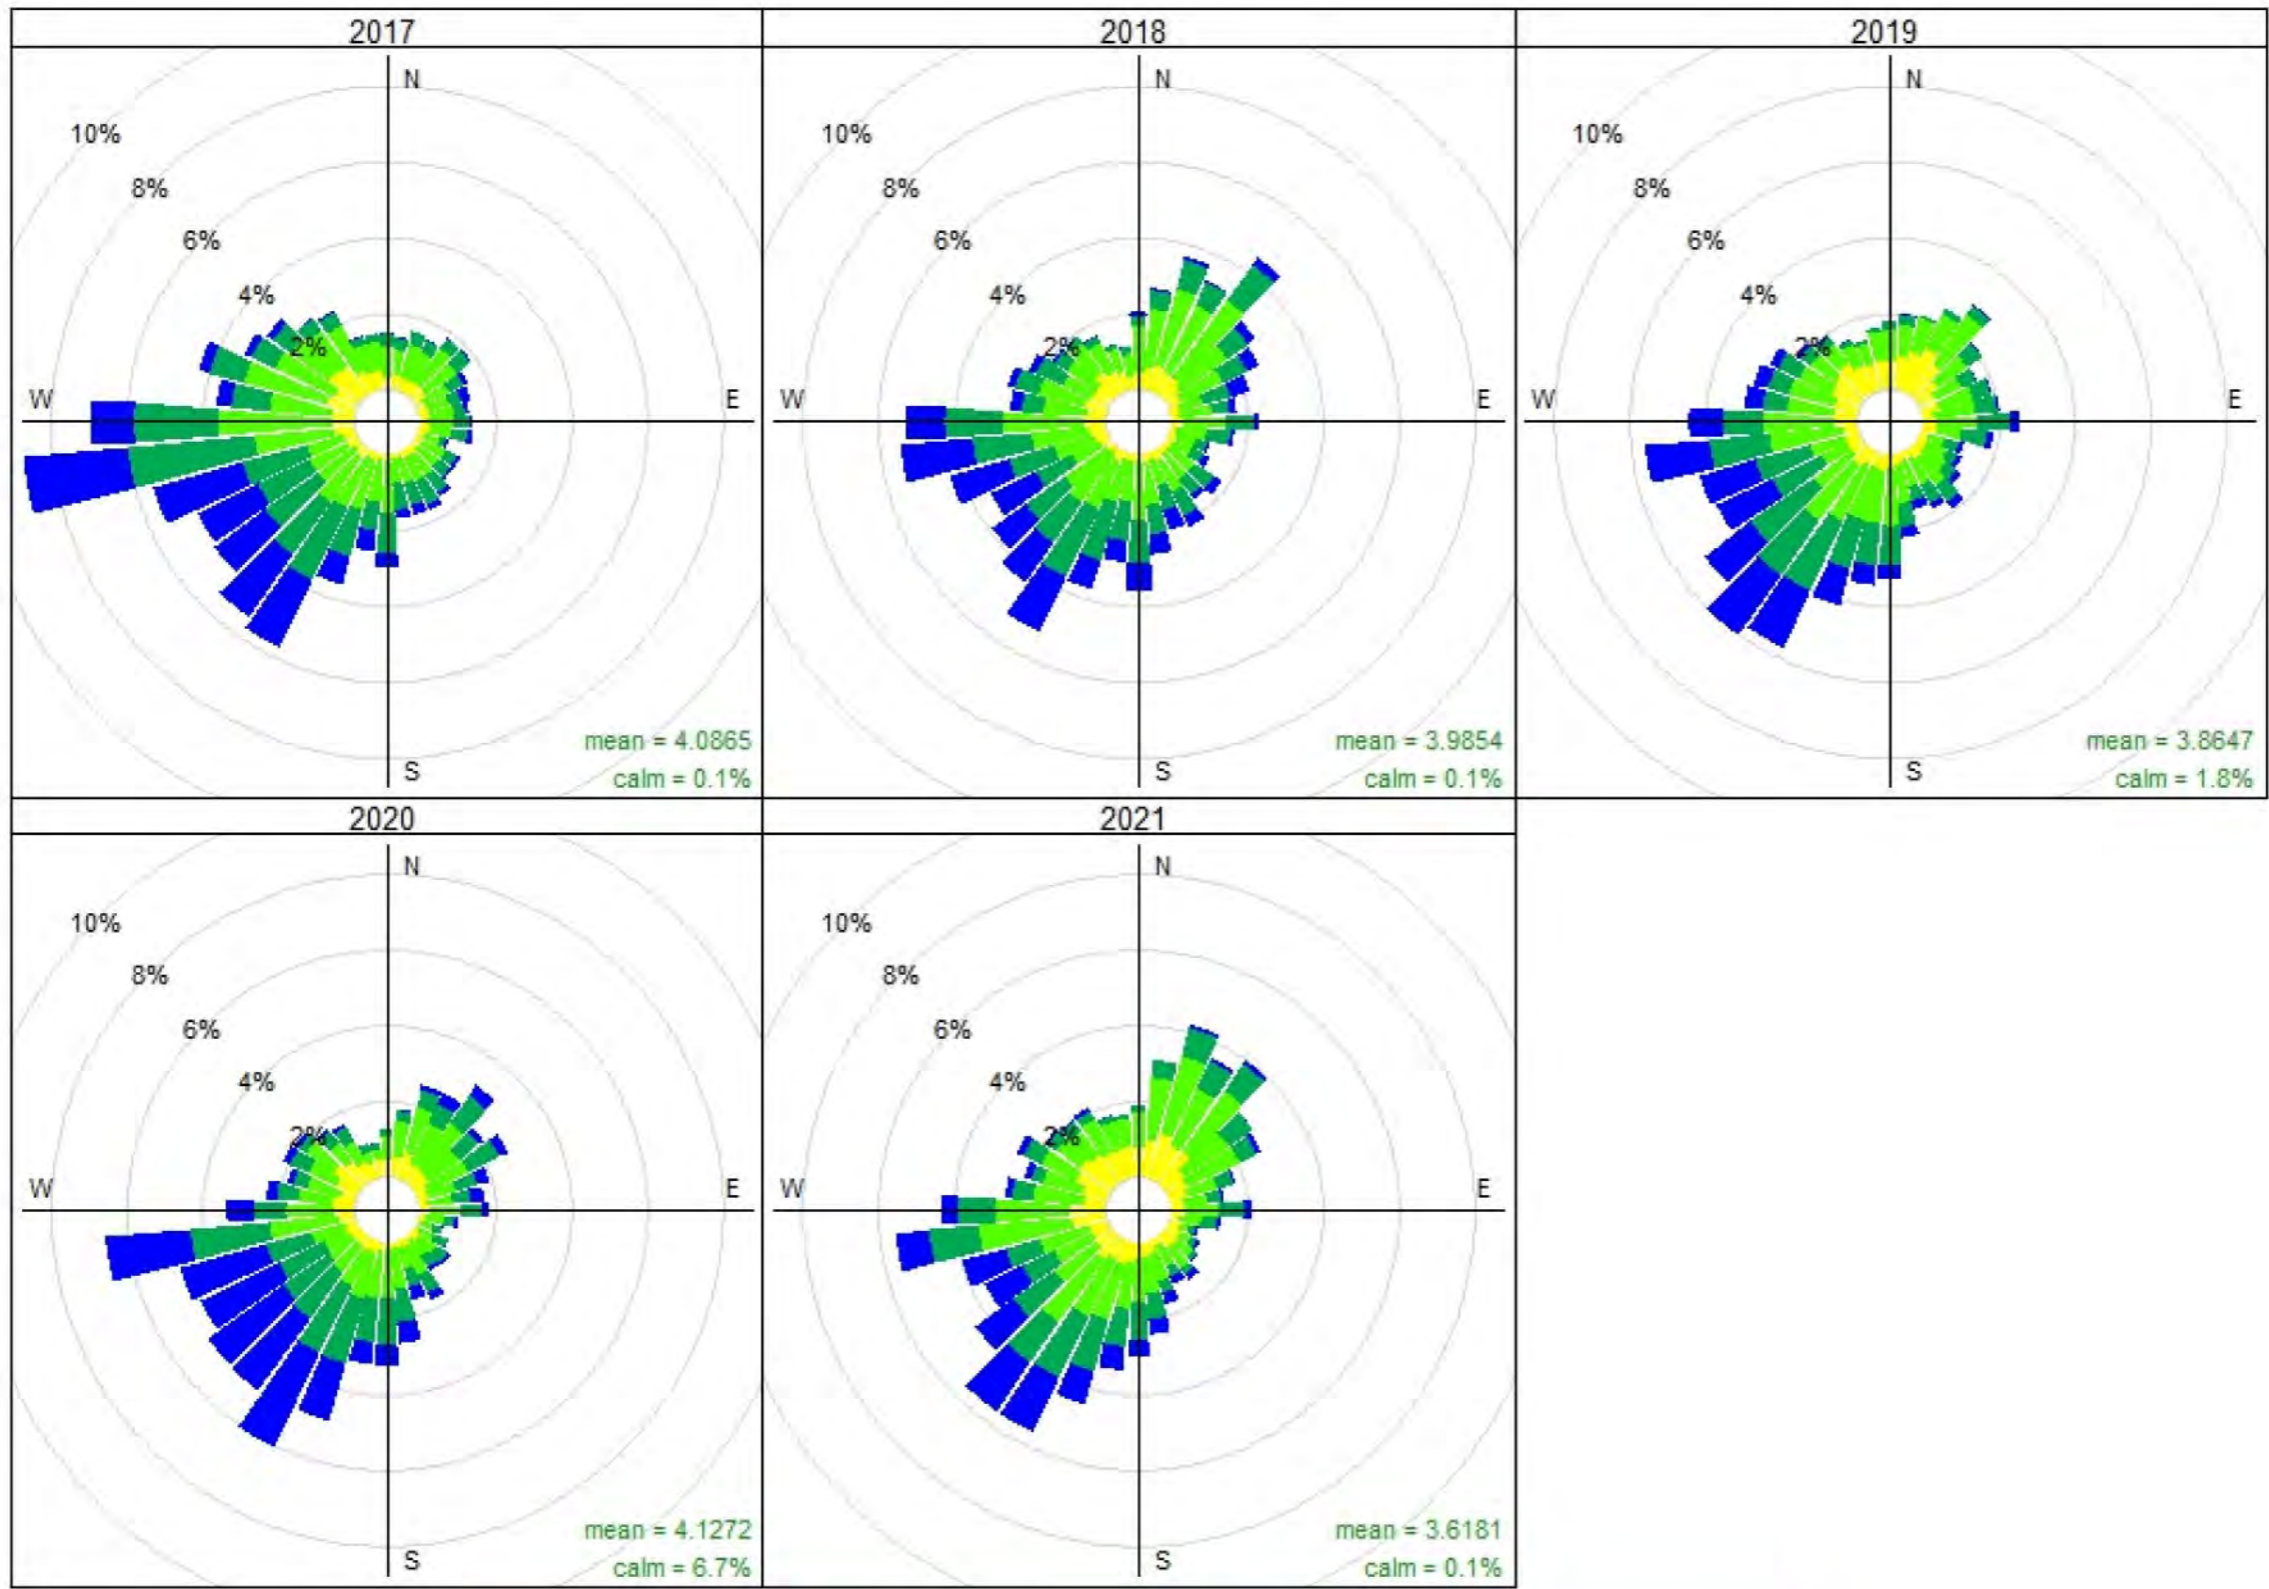 2017
N
10%
8%
6%
4%
2%
W
E
S
mean = 4.0865
calm = 0.1%
2018
N
10%
8%
6%
4%
2%
W
E
S
mean = 3.9854
calm = 0.1%
2019
N
10%
8%
6%
4%
2%
W
E
S
mean = 3.8647
calm = 1.8%
2020
N
10%
8%
6%
4%
2%
W
E
S
mean = 4.1272
calm = 6.7%
2021
N
10%
8%
6%
4%
2%
W
E
S
mean = 3.6181
calm = 0.1%